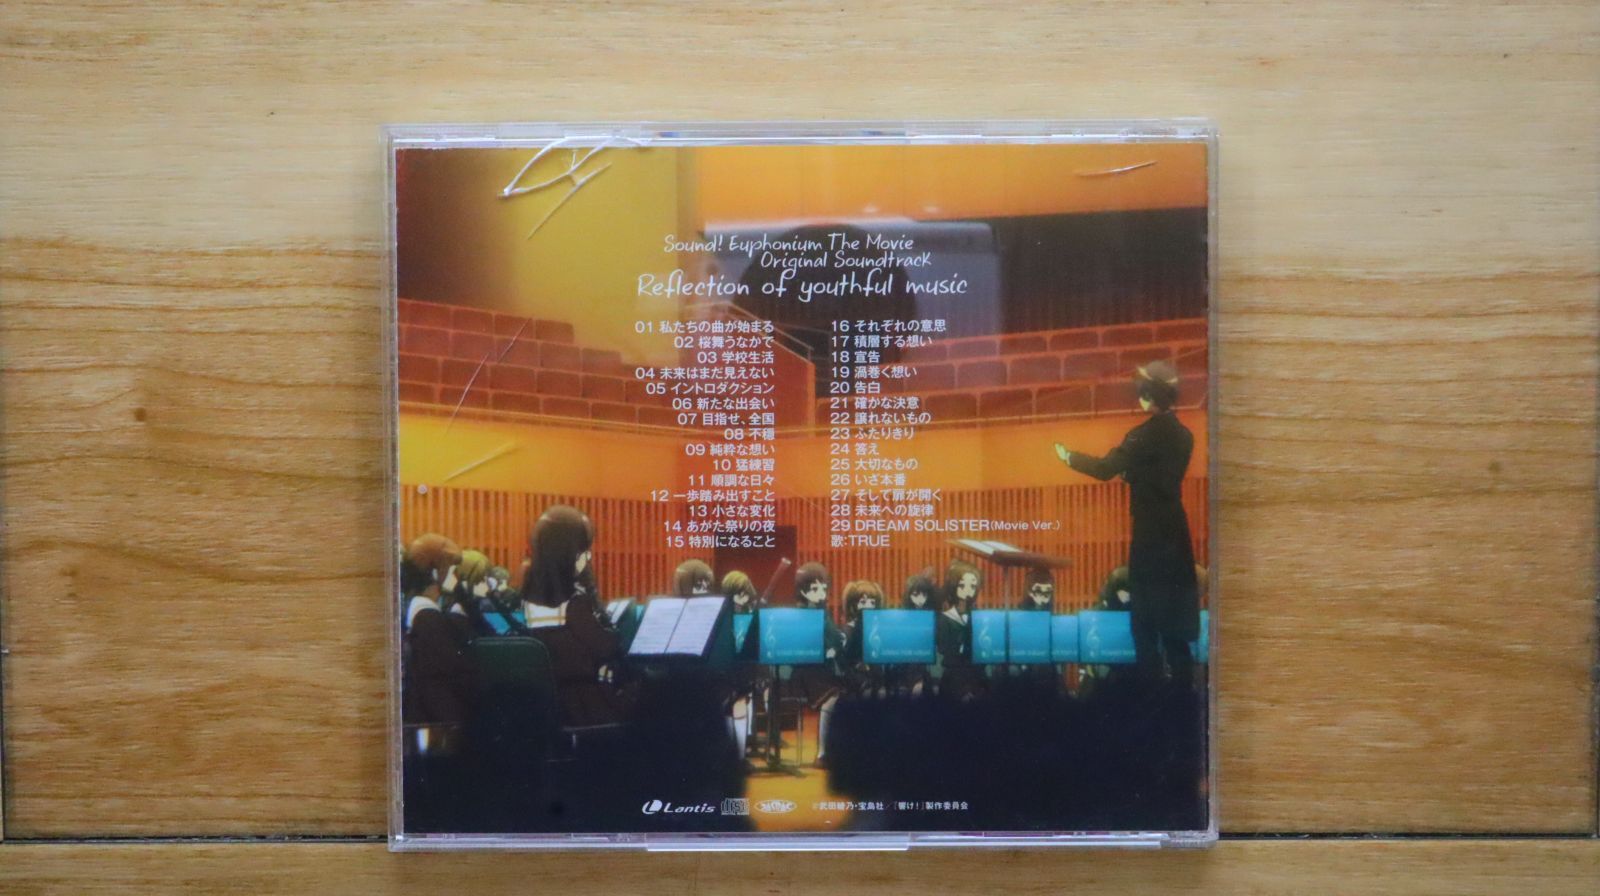 Sound! Euphonium The Movie
Original Soundtrack
Reflection of youthful music
01 私たちの曲が始まる
02 桜舞うなかで
03 学校生活
04 未来はまだ見えない
05 イントロダクション
06 新たな出会い
07 目指せ、全国
08 不穏
09 純粋な想い
10 猛練習
11 順調な日々
12 一歩踏み出すこと
13 小さな変化
14 あがた祭りの夜
15 特別になること
16 それぞれの意思
17 積層する想い
18 宣告
19 渦巻く想い
20 告白
21 確かな決意
22 譲れないもの
23 ふたりきり
24 答え
25 大切なもの
26 いざ本番
27 そして扉が開く
28 未来への旋律
29 DREAM SOLISTER(Movie Ver.)
歌:TRUE
Lantis
JASRAC
©武田綾乃・宝島社/「響け!」製作委員会